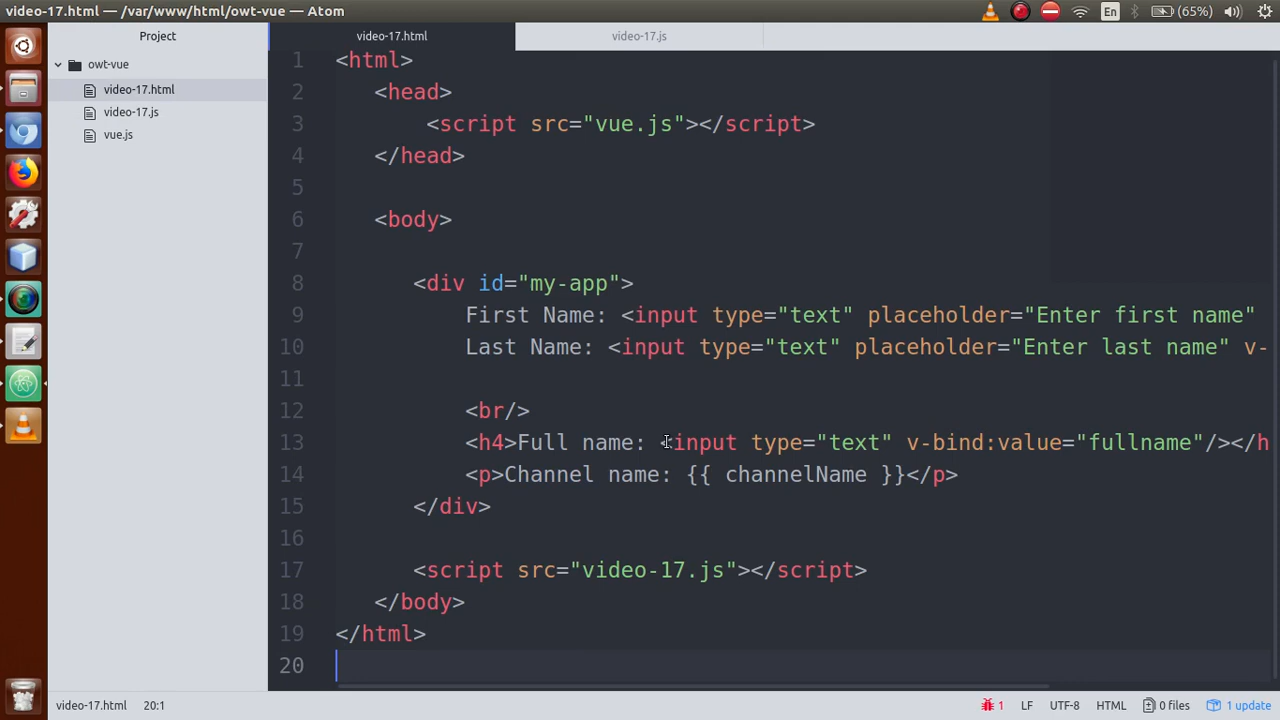 video-17.html — /var/www/html/owt-vue — Atom
En
(65%)
Project
owt-vue
video-17.html
video-17.js
vue.js
video-17.html
video-17.js
1 <html>
2 <head>
3 <script src="vue.js"></script>
4 </head>
5
6 <body>
7
8 <div id="my-app">
9 First Name: <input type="text" placeholder="Enter first name"
10 Last Name: <input type="text" placeholder="Enter last name" v-
11
12 <br/>
13 <h4>Full name: <input type="text" v-bind:value="fullname"/></h
14 <p>Channel name: {{ channelName }}</p>
15 </div>
16
17 <script src="video-17.js"></script>
18 </body>
19 </html>
20
video-17.html 20:1
1 LF UTF-8 HTML 0 files 1 update